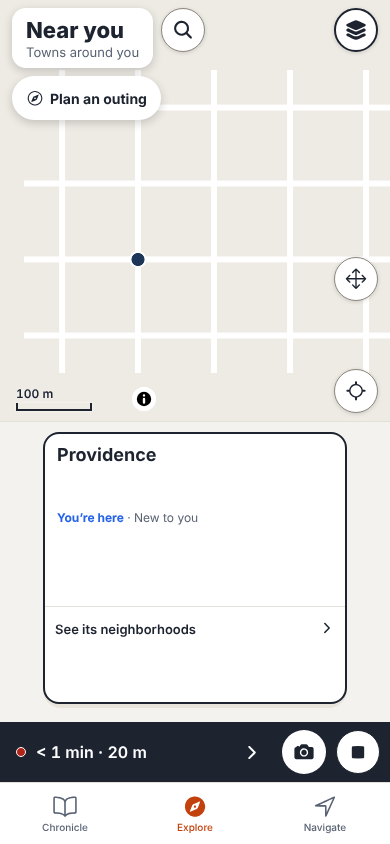 Near you
Towns around you
Plan an outing
100 m
Providence
You're here · New to you
See its neighborhoods
< 1 min · 20 m
Chronicle
Explore
Navigate